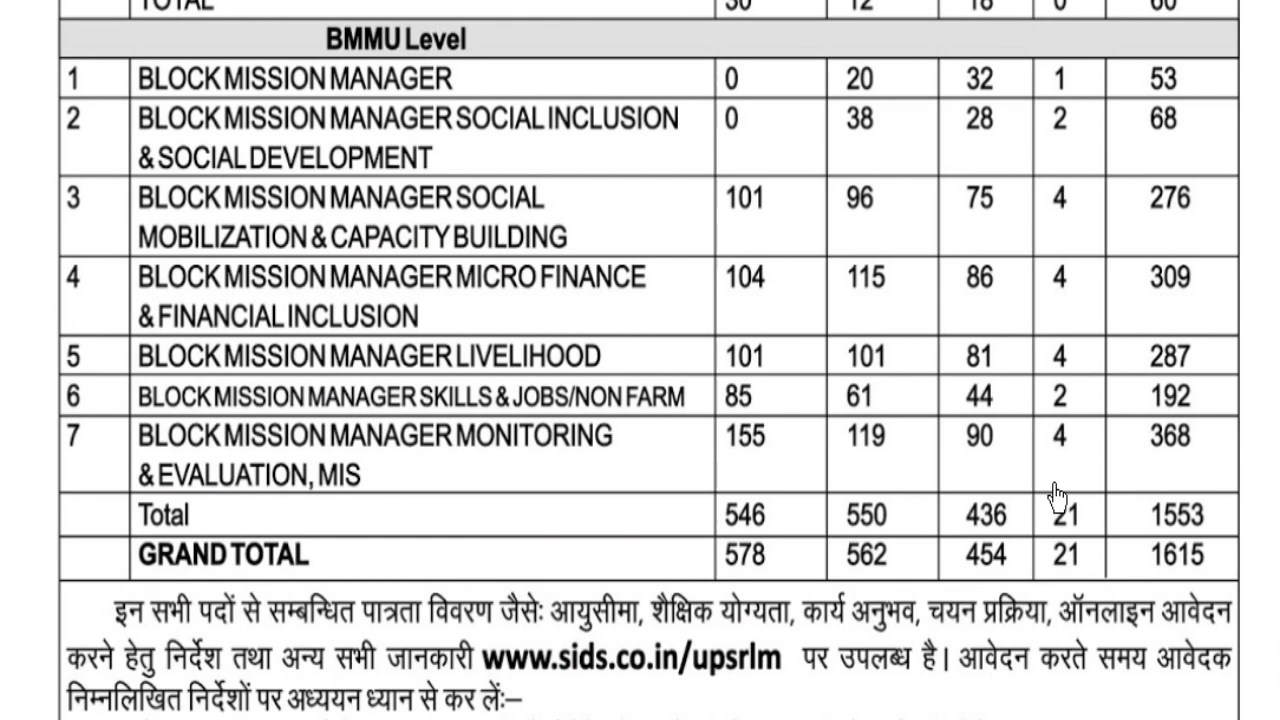 TOTAL 30 12 18 0 60
BMMU Level
1 BLOCK MISSION MANAGER 0 20 32 1 53
2 BLOCK MISSION MANAGER SOCIAL INCLUSION 0 38 28 2 68
& SOCIAL DEVELOPMENT
3 BLOCK MISSION MANAGER SOCIAL 101 96 75 4 276
MOBILIZATION & CAPACITY BUILDING
4 BLOCK MISSION MANAGER MICRO FINANCE 104 115 86 4 309
& FINANCIAL INCLUSION
5 BLOCK MISSION MANAGER LIVELIHOOD 101 101 81 4 287
6 BLOCK MISSION MANAGER SKILLS & JOBS/NON FARM 85 61 44 2 192
7 BLOCK MISSION MANAGER MONITORING 155 119 90 4 368
& EVALUATION, MIS
Total 546 550 436 21 1553
GRAND TOTAL 578 562 454 21 1615
इन सभी पदों से सम्बन्धित पात्रता विवरण जैसेः आयुसीमा, शैक्षिक योग्यता, कार्य अनुभव, चयन प्रक्रिया, ऑनलाइन आवेदन
करने हेतु निर्देश तथा अन्य सभी जानकारी www.sids.co.in/upsrlm पर उपलब्ध है। आवेदन करते समय आवेदक
निम्नलिखित निर्देशों पर अध्ययन ध्यान से कर लेंः–